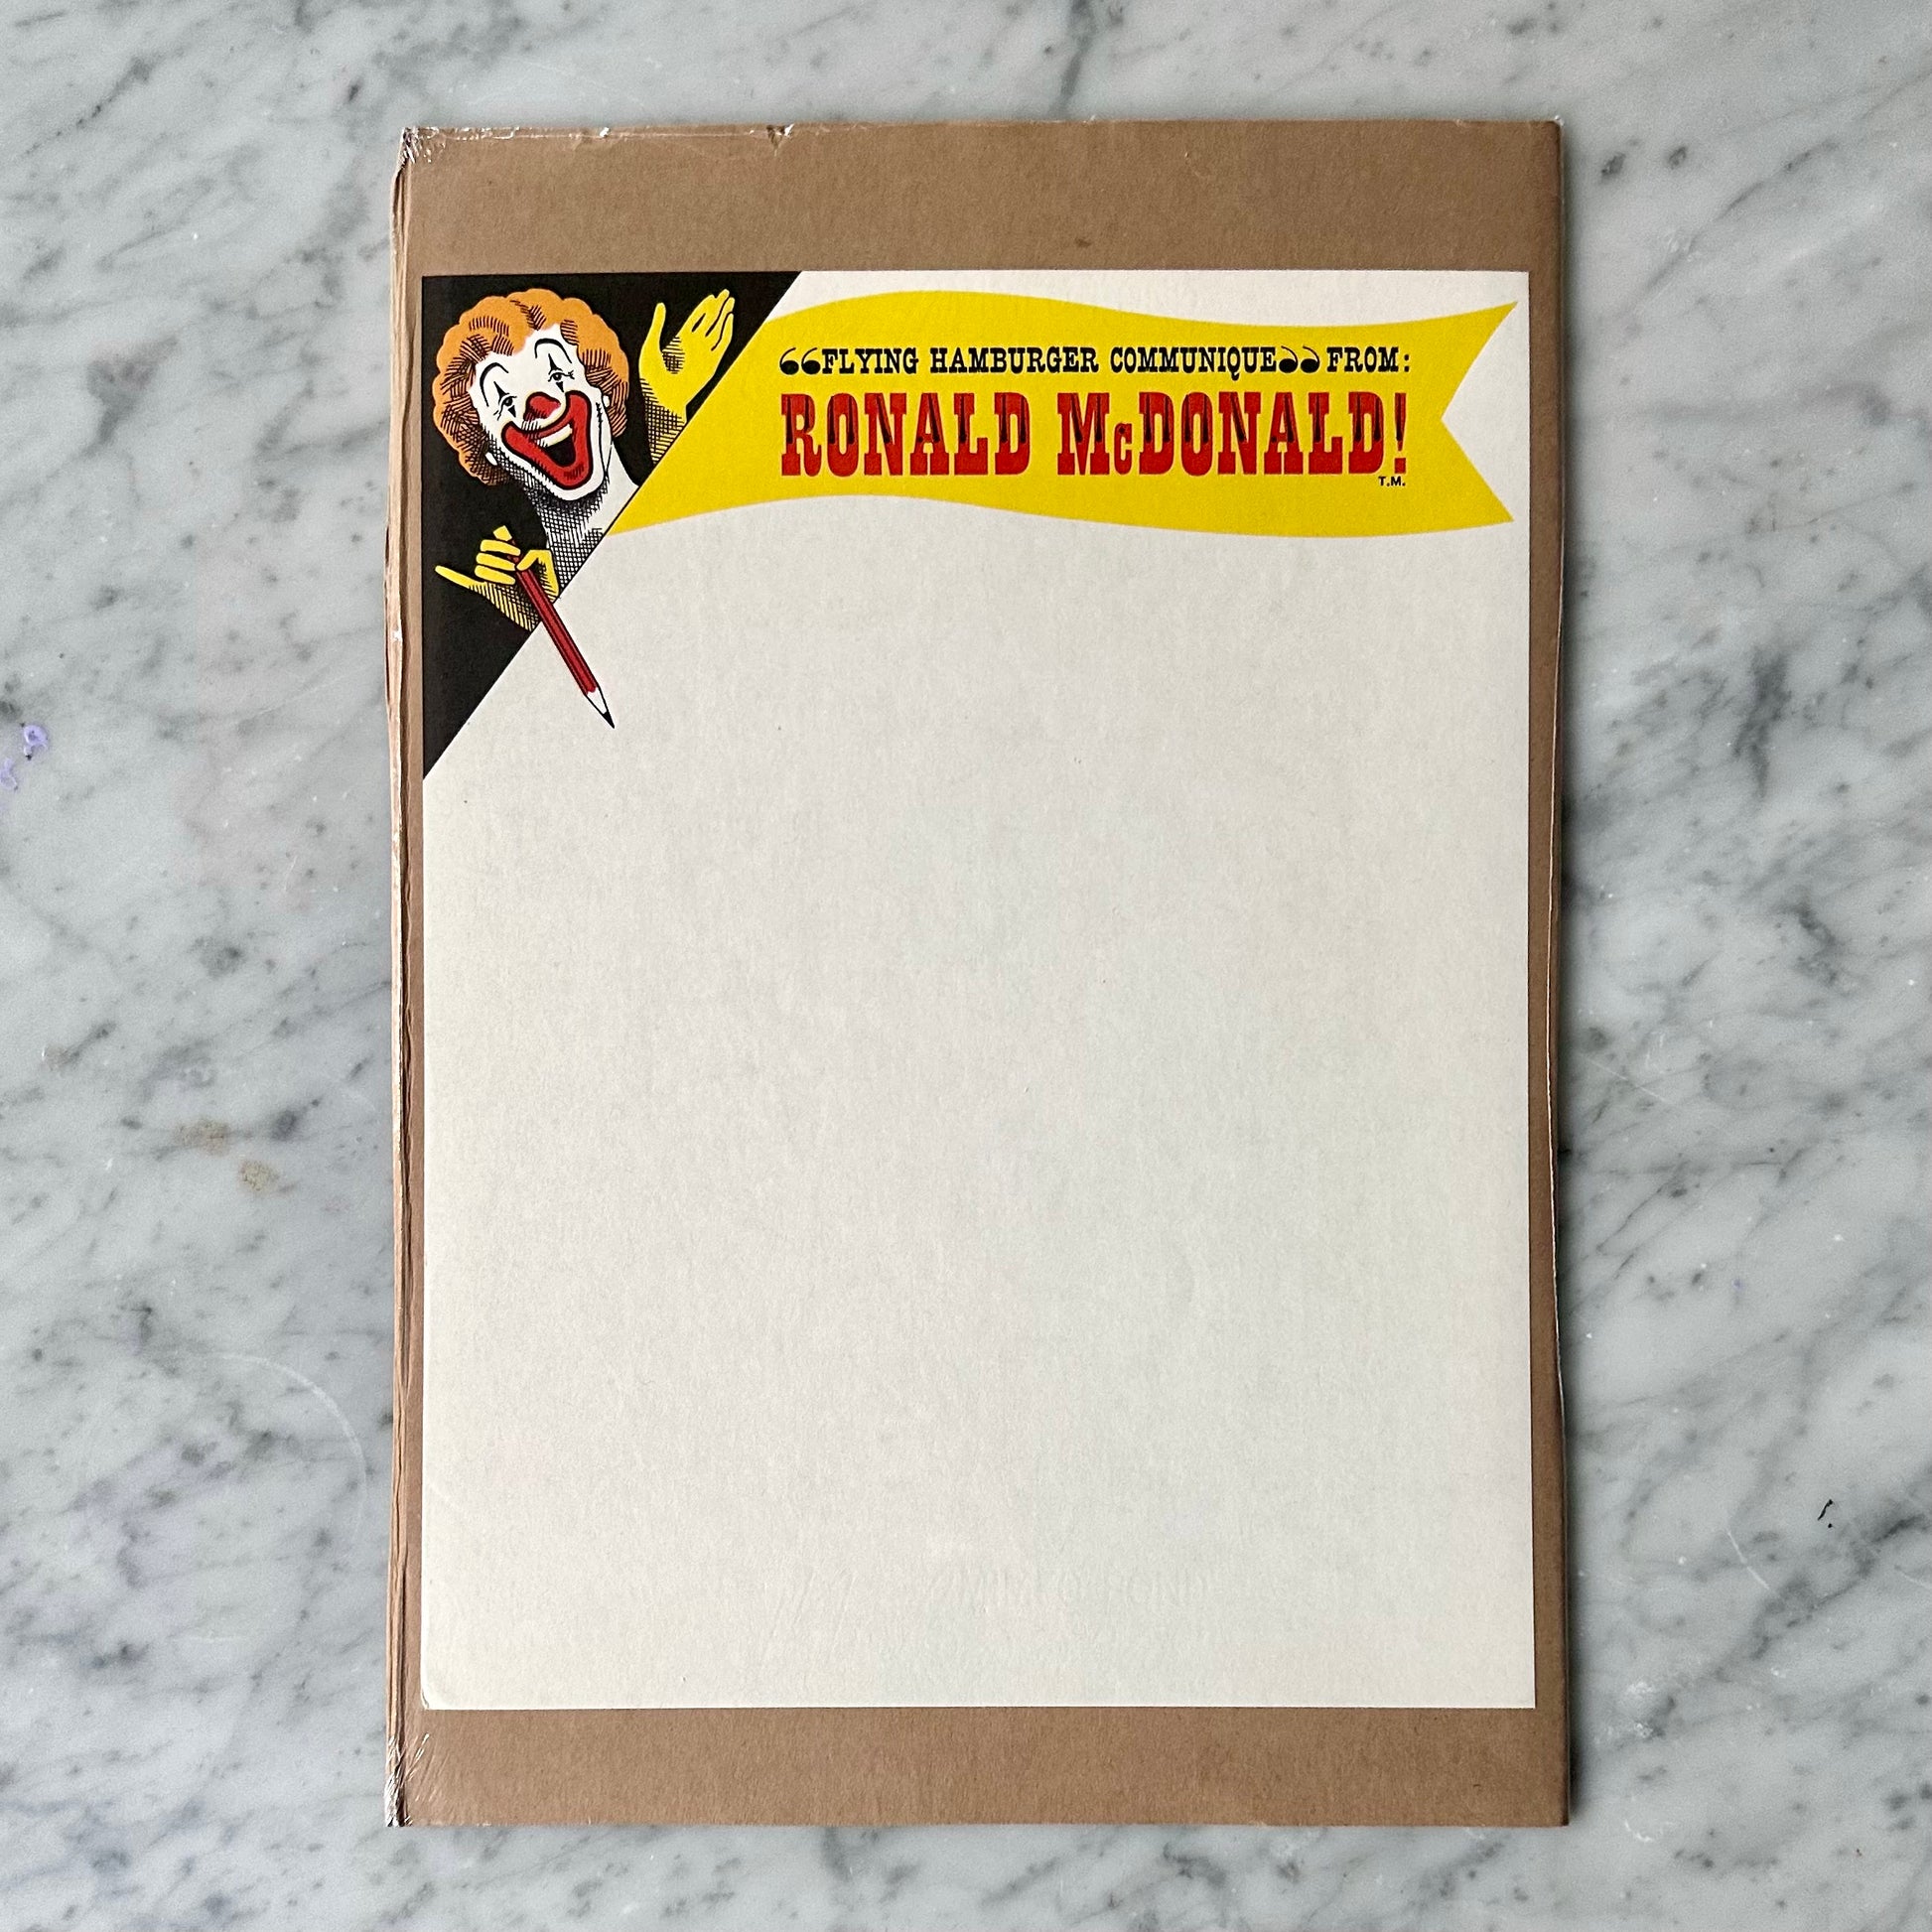 “FLYING HAMBURGER COMMUNIQUE” FROM:
RONALD McDONALD!
T.M.